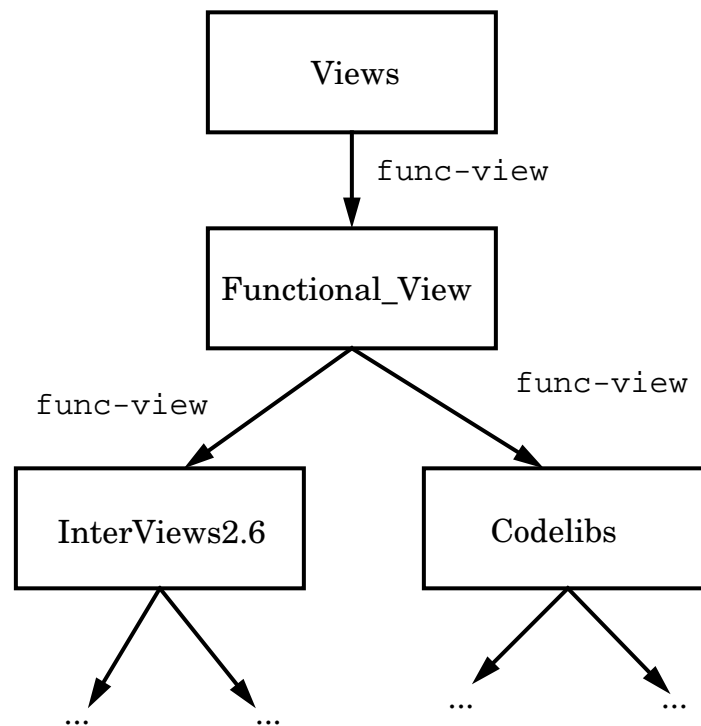 Views
func-view
Functional_View
func-view
func-view
InterViews2.6
Codelibs
...
...
...
...